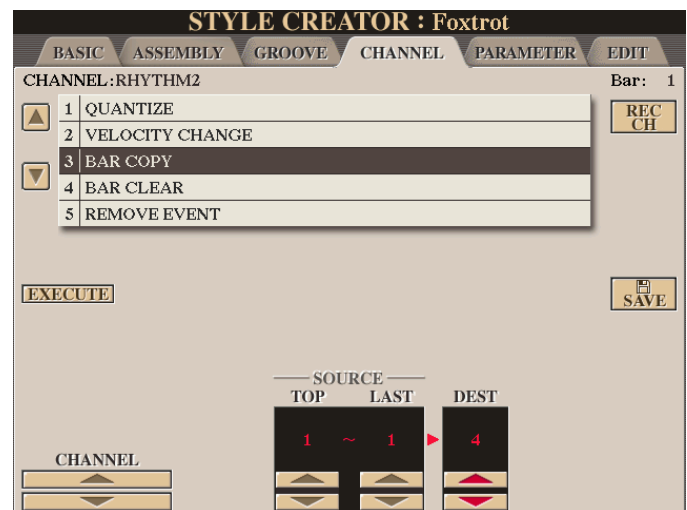 STYLE CREATOR : Foxtrot
BASIC ASSEMBLY GROOVE CHANNEL PARAMETER EDIT
CHANNEL:RHYTHM2 Bar: 1
1 QUANTIZE
2 VELOCITY CHANGE
3 BAR COPY
4 BAR CLEAR
5 REMOVE EVENT
REC
CH
EXECUTE
SAVE
SOURCE
TOP LAST DEST
1 ~ 1 ▶ 4
CHANNEL